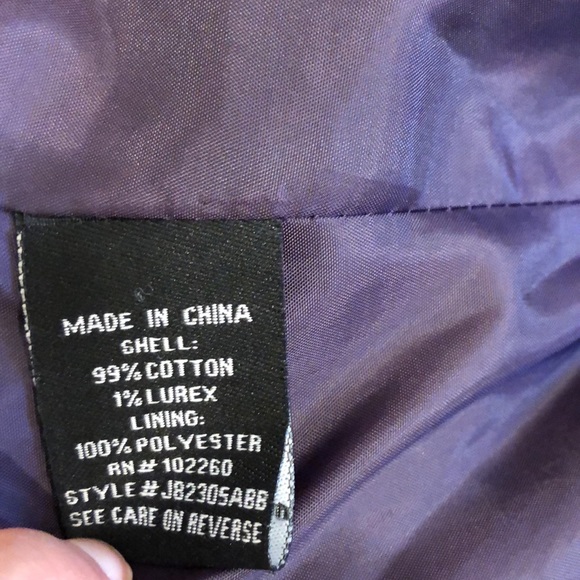 MADE IN CHINA
SHELL:
99% COTTON
1% LUREX
LINING:
100% POLYESTER
RN# 102260
STYLE# J82305ABB
SEE CARE ON REVERSE